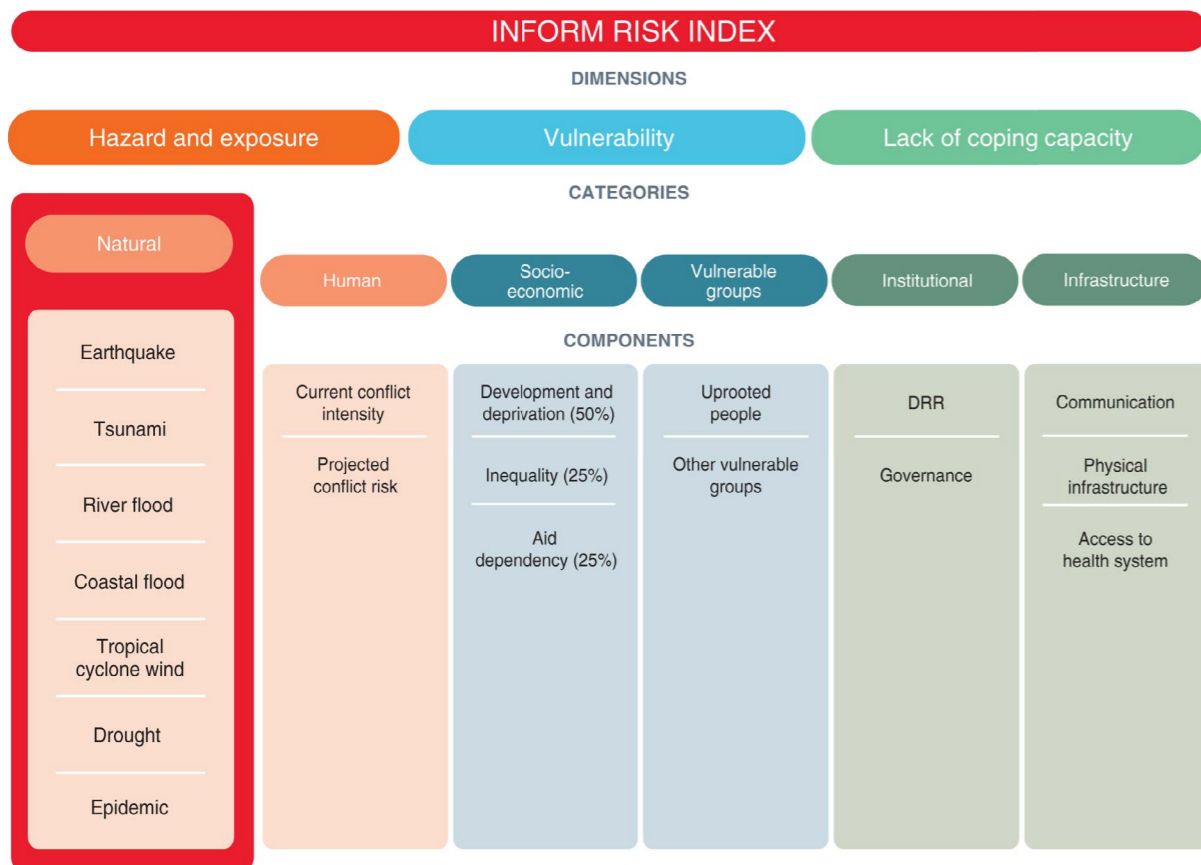 INFORM RISK INDEX
DIMENSIONS
Hazard and exposure
Vulnerability
Lack of coping capacity
CATEGORIES
Natural
Human
Socio-
economic
Vulnerable
groups
Institutional
Infrastructure
COMPONENTS
Earthquake
Tsunami
River flood
Coastal flood
Tropical
cyclone wind
Drought
Epidemic
Current conflict
intensity
Projected
conflict risk
Development and
deprivation (50%)
Inequality (25%)
Aid
dependency (25%)
Uprooted
people
Other vulnerable
groups
DRR
Governance
Communication
Physical
infrastructure
Access to
health system